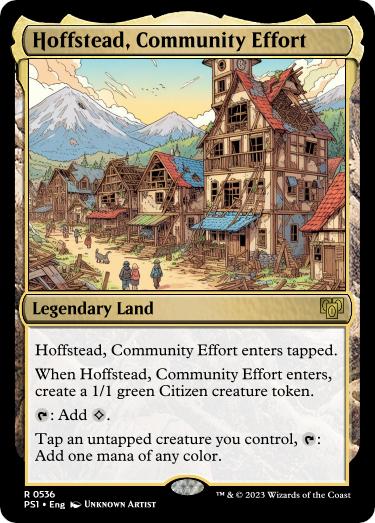 Hoffstead, Community Effort
Legendary Land
Hoffstead, Community Effort enters tapped.
When Hoffstead, Community Effort enters,
create a 1/1 green Citizen creature token.
: Add .
Tap an untapped creature you control, :
Add one mana of any color.
R 0536
PS1 • Eng Unknown Artist
™ & © 2023 Wizards of the Coast